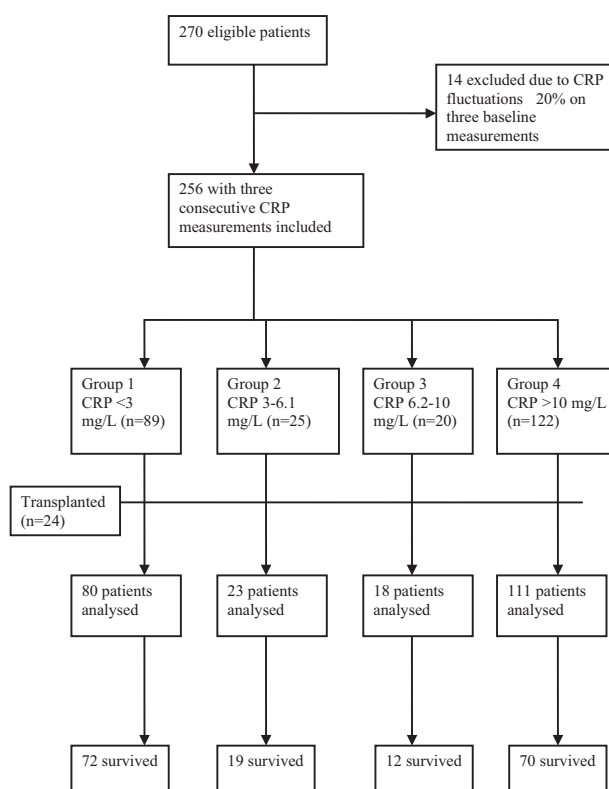 270 eligible patients
14 excluded due to CRP
fluctuations 20% on
three baseline
measurements
256 with three
consecutive CRP
measurements included
Group 1
CRP <3
mg/L (n=89)
Group 2
CRP 3-6.1
mg/L (n=25)
Group 3
CRP 6.2-10
mg/L (n=20)
Group 4
CRP >10 mg/L
(n=122)
Transplanted
(n=24)
80 patients
analysed
23 patients
analysed
18 patients
analysed
111 patients
analysed
72 survived
19 survived
12 survived
70 survived